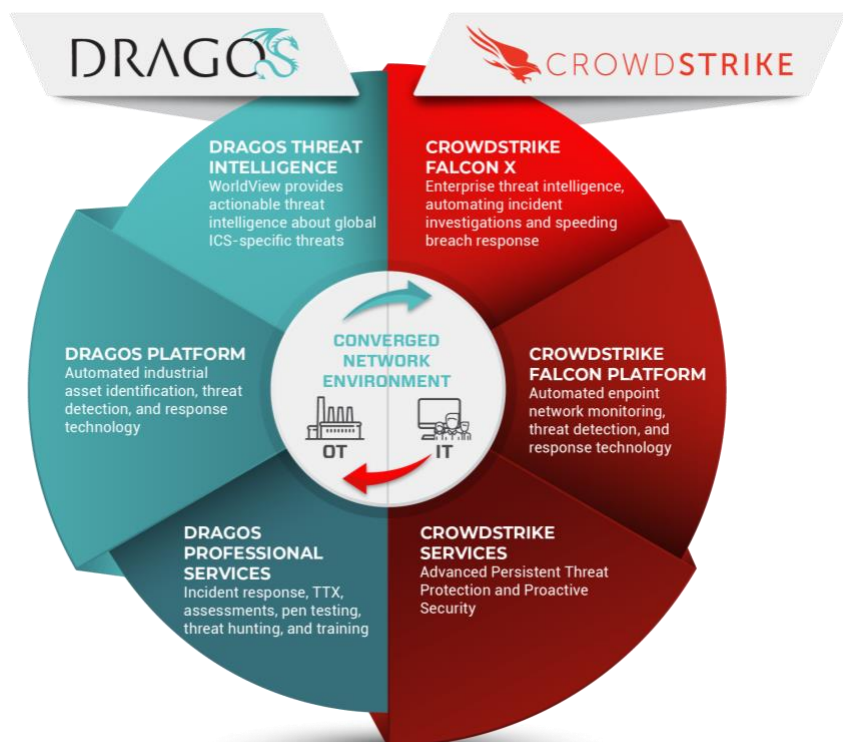 DRAGOS
CROWDSTRIKE
DRAGOS THREAT
INTELLIGENCE
WorldView provides
actionable threat
intelligence about global
ICS-specific threats
CROWDSTRIKE
FALCON X
Enterprise threat intelligence,
automating incident
investigations and speeding
breach response
DRAGOS PLATFORM
Automated industrial
asset identification, threat
detection, and response
technology
CONVERGED
NETWORK
ENVIRONMENT
OT
IT
CROWDSTRIKE
FALCON PLATFORM
Automated enpoint
network monitoring,
threat detection, and
response technology
DRAGOS
PROFESSIONAL
SERVICES
Incident response, TTX,
assessments, pen testing,
threat hunting, and training
CROWDSTRIKE
SERVICES
Advanced Persistent Threat
Protection and Proactive
Security